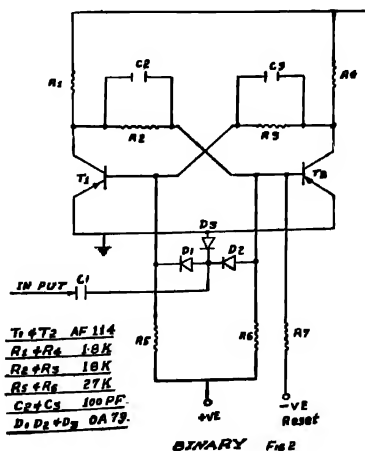 C2
C3
R1
R4
R2
R3
T1
T2
D3
D1
D2
IN PUT
C1
R5
R6
R7
T1 & T2 AF 114
R1 & R4 1.8K
R2 & R3 18K
R5 & R6 27K
C2 & C3 100 PF
D1 D2 & D3 OA 79.
+VE
-VE
Reset
BINARY FIG 2